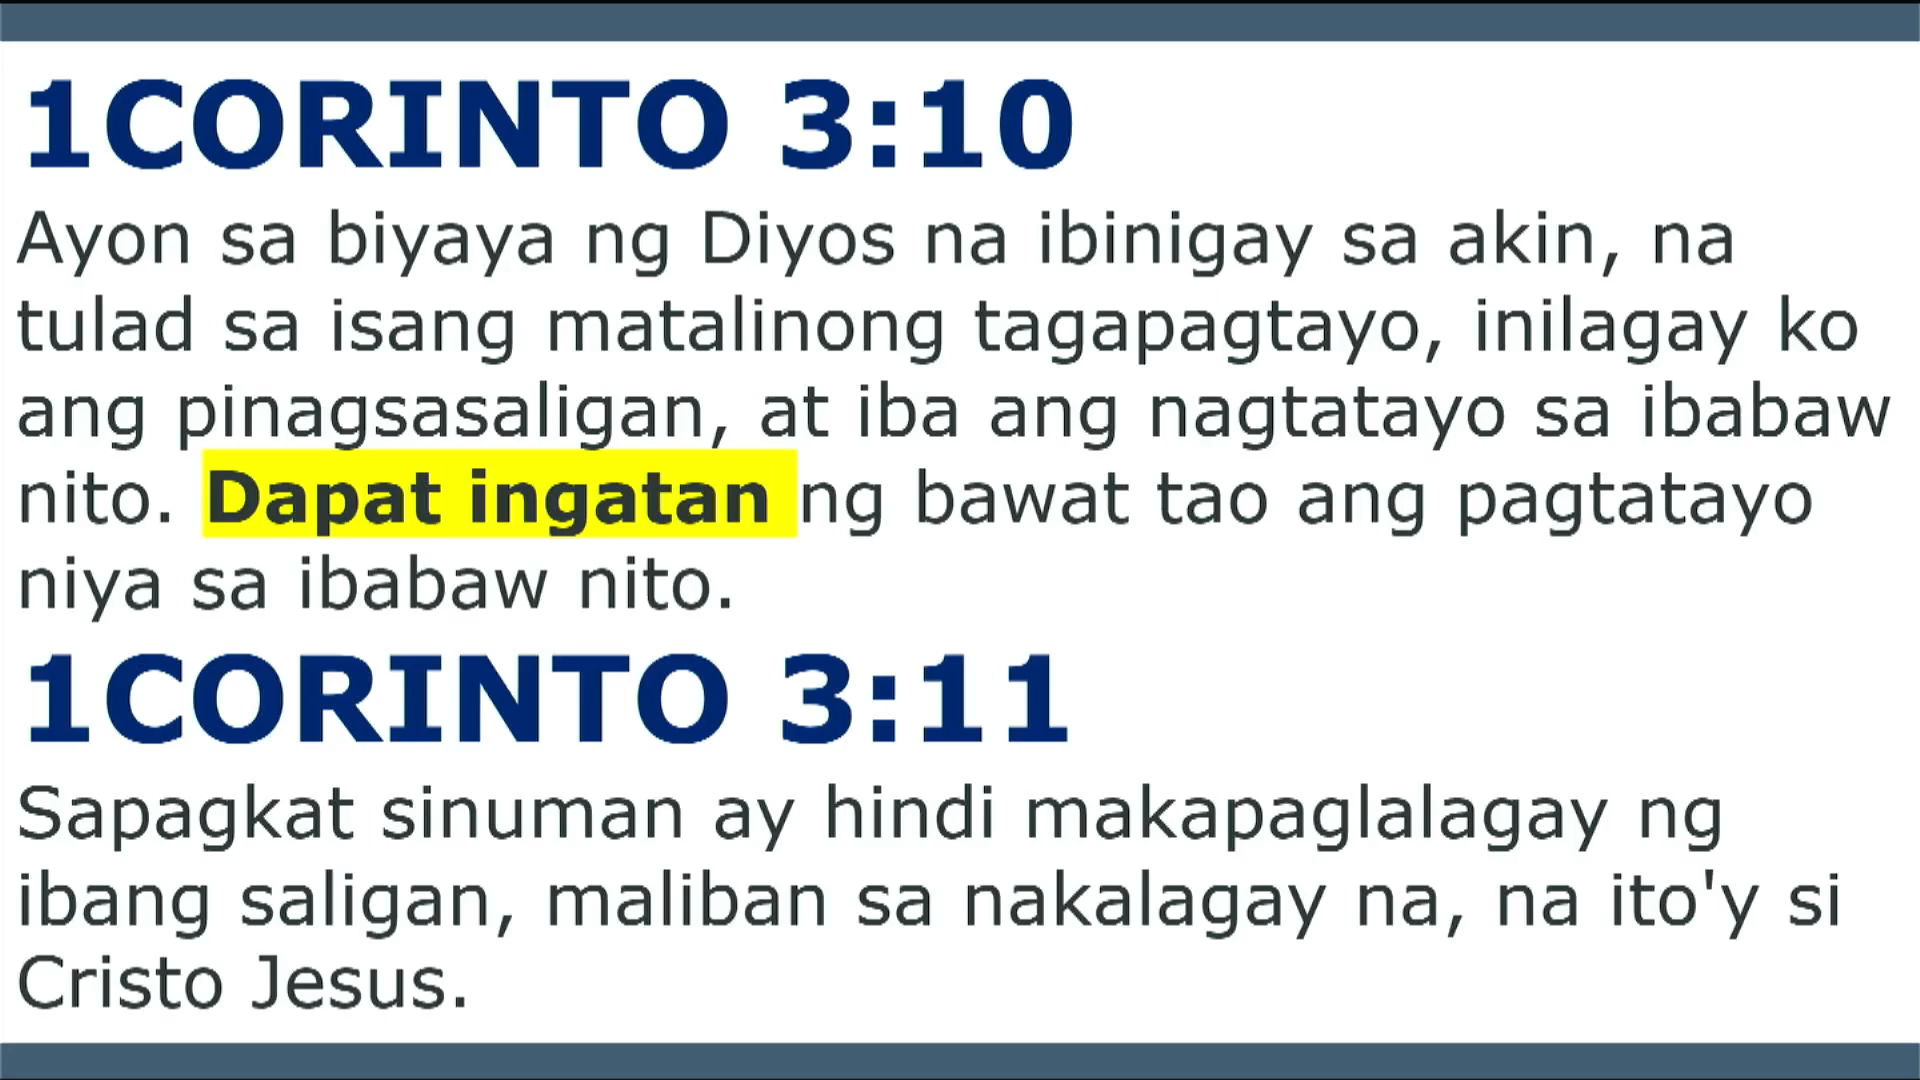 1CORINTO 3:10
Ayon sa biyaya ng Diyos na ibinigay sa akin, na
tulad sa isang matalinong tagapagtayo, inilagay ko
ang pinagsasaligan, at iba ang nagtatayo sa ibabaw
nito. Dapat ingatan ng bawat tao ang pagtatayo
niya sa ibabaw nito.
1CORINTO 3:11
Sapagkat sinuman ay hindi makapaglalagay ng
ibang saligan, maliban sa nakalagay na, na ito'y si
Cristo Jesus.